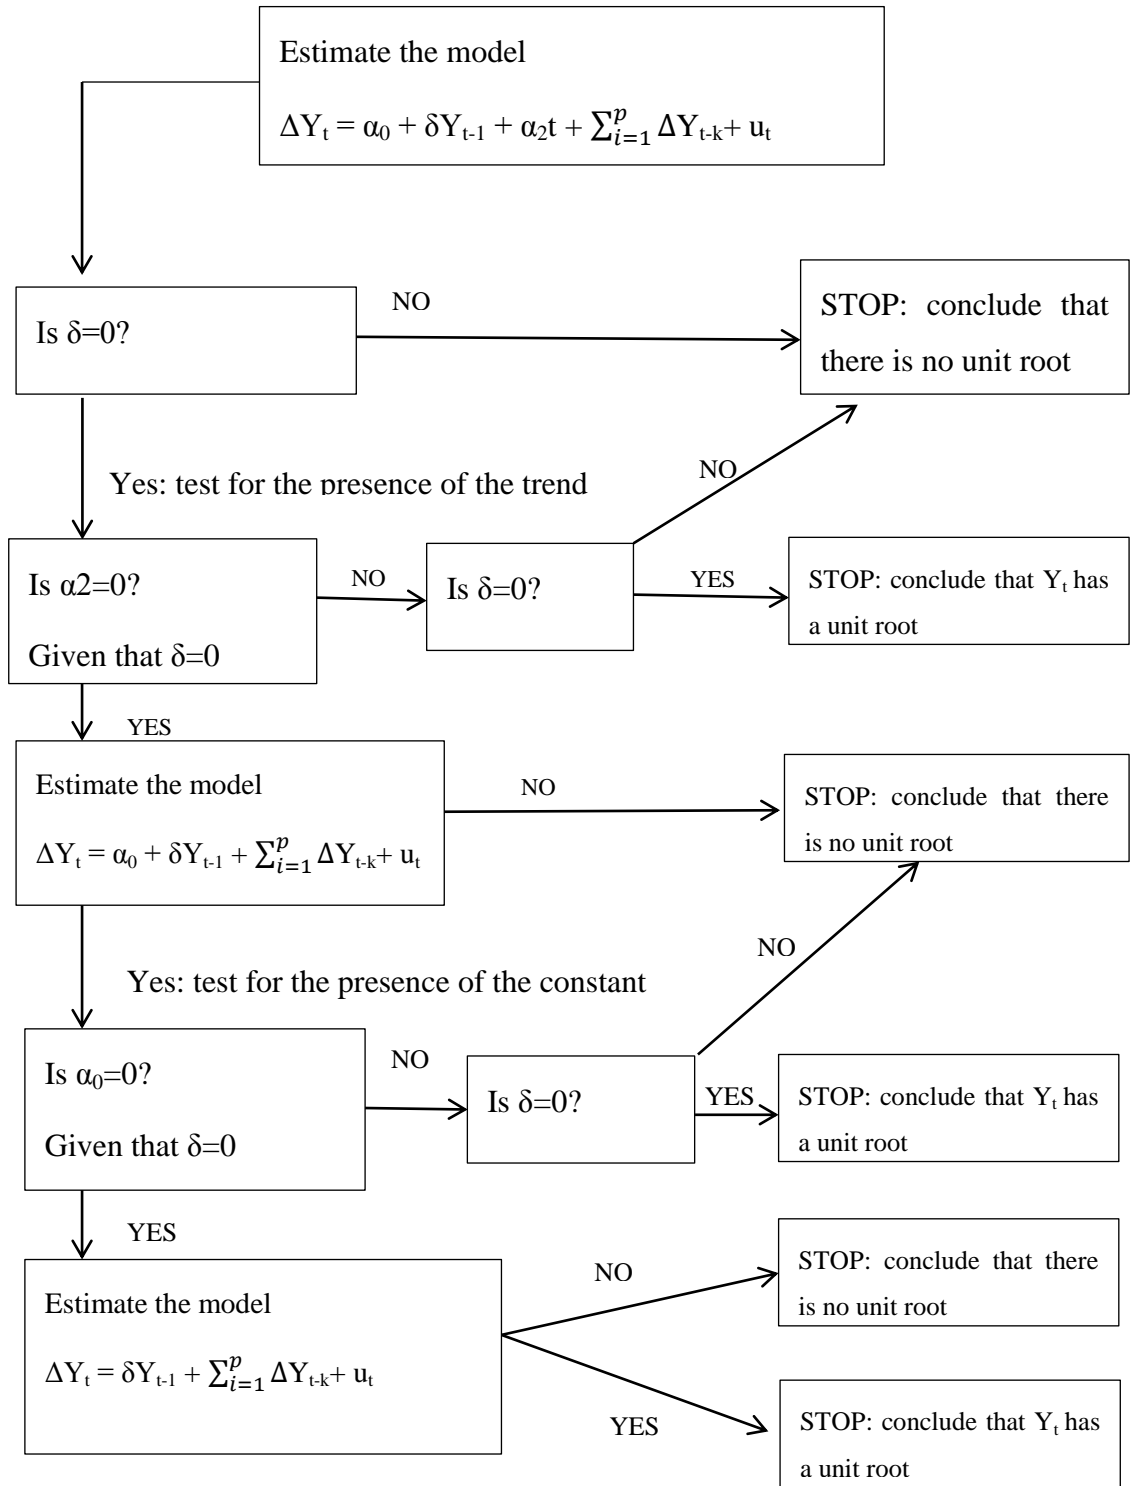 Estimate the model
ΔYₜ = α₀ + δYₜ₋₁ + α₂t + ∑ᵖᵢ₌₁ ΔYₜ₋ₖ + uₜ
Is δ=0?
NO
STOP: conclude that
there is no unit root
Yes: test for the presence of the trend
NO
Is α2=0?
Given that δ=0
NO
Is δ=0?
YES
STOP: conclude that Yₜ has
a unit root
YES
Estimate the model
ΔYₜ = α₀ + δYₜ₋₁ + ∑ᵖᵢ₌₁ ΔYₜ₋ₖ + uₜ
NO
STOP: conclude that there
is no unit root
Yes: test for the presence of the constant
NO
Is α₀=0?
Given that δ=0
NO
Is δ=0?
YES
STOP: conclude that Yₜ has
a unit root
YES
Estimate the model
ΔYₜ = δYₜ₋₁ + ∑ᵖᵢ₌₁ ΔYₜ₋ₖ + uₜ
NO
STOP: conclude that there
is no unit root
YES
STOP: conclude that Yₜ has
a unit root